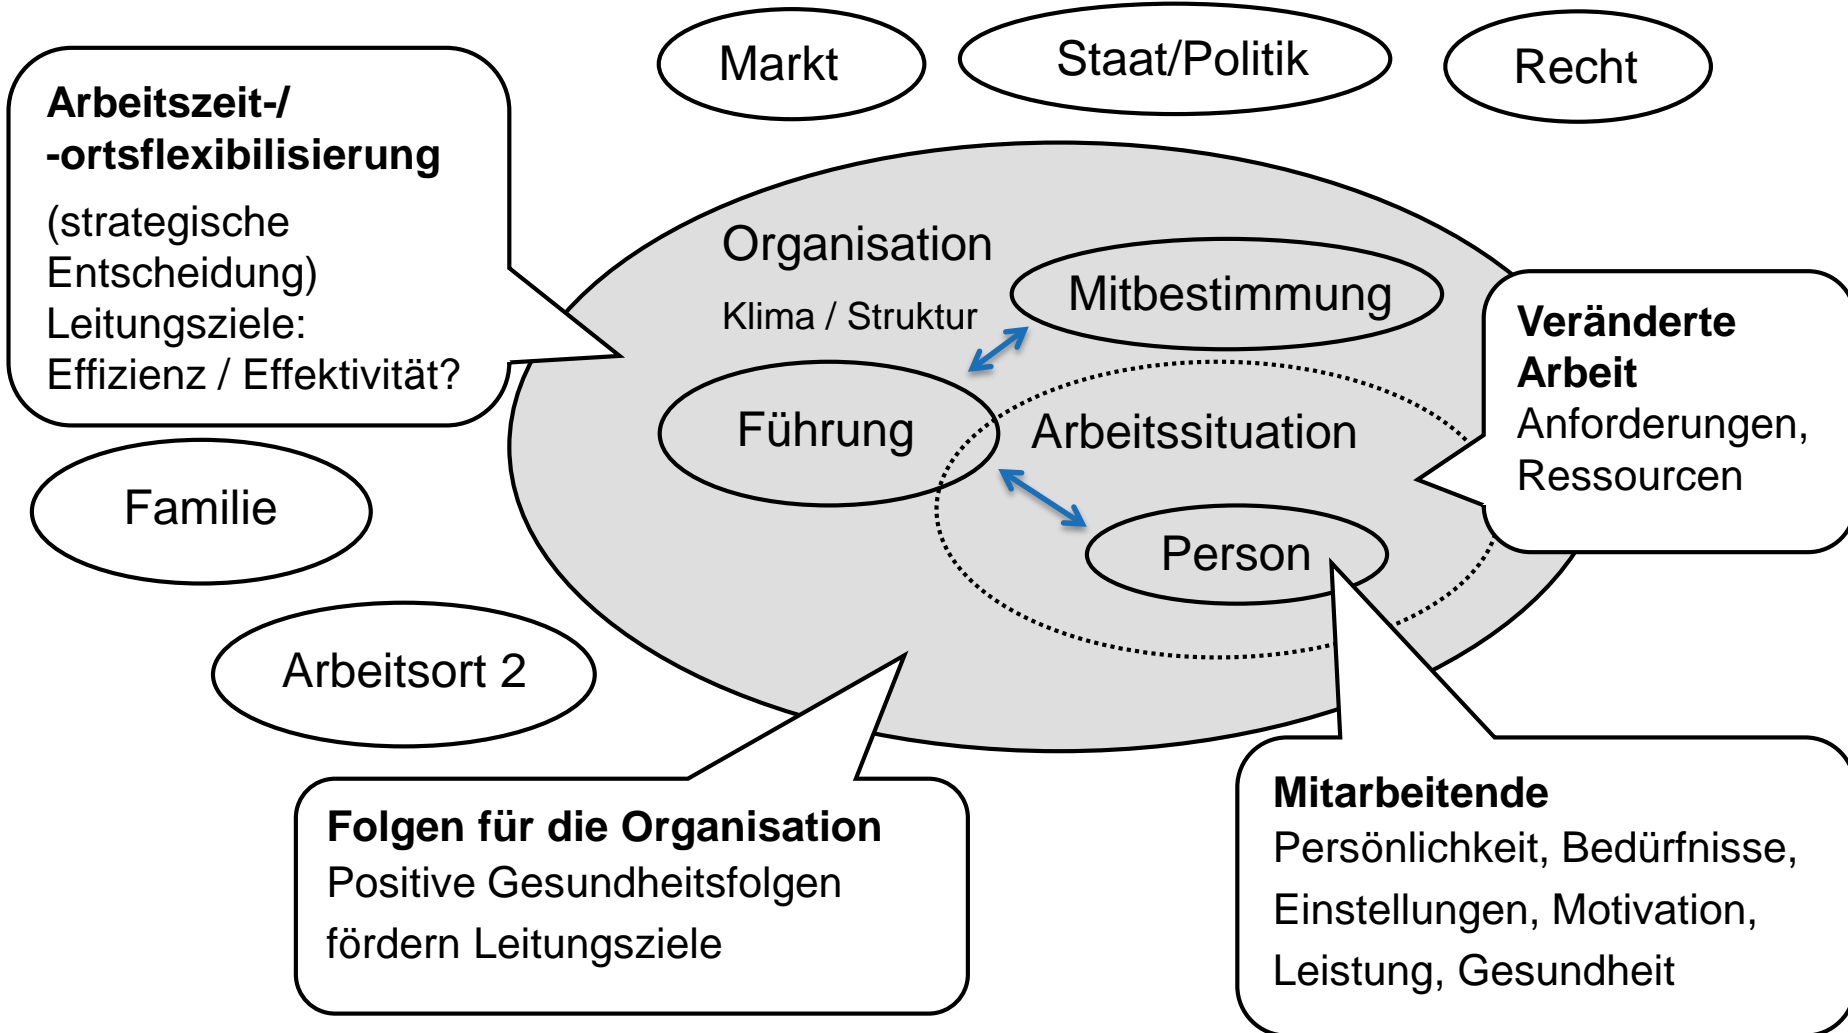 Markt
Staat/Politik
Recht
Arbeitszeit-/
-ortsflexibilisierung
(strategische
Entscheidung)
Leitungsziele:
Effizienz / Effektivität?
Organisation
Klima / Struktur
Mitbestimmung
Führung
Arbeitssituation
Person
Veränderte
Arbeit
Anforderungen,
Ressourcen
Familie
Arbeitsort 2
Folgen für die Organisation
Positive Gesundheitsfolgen
fördern Leitungsziele
Mitarbeitende
Persönlichkeit, Bedürfnisse,
Einstellungen, Motivation,
Leistung, Gesundheit